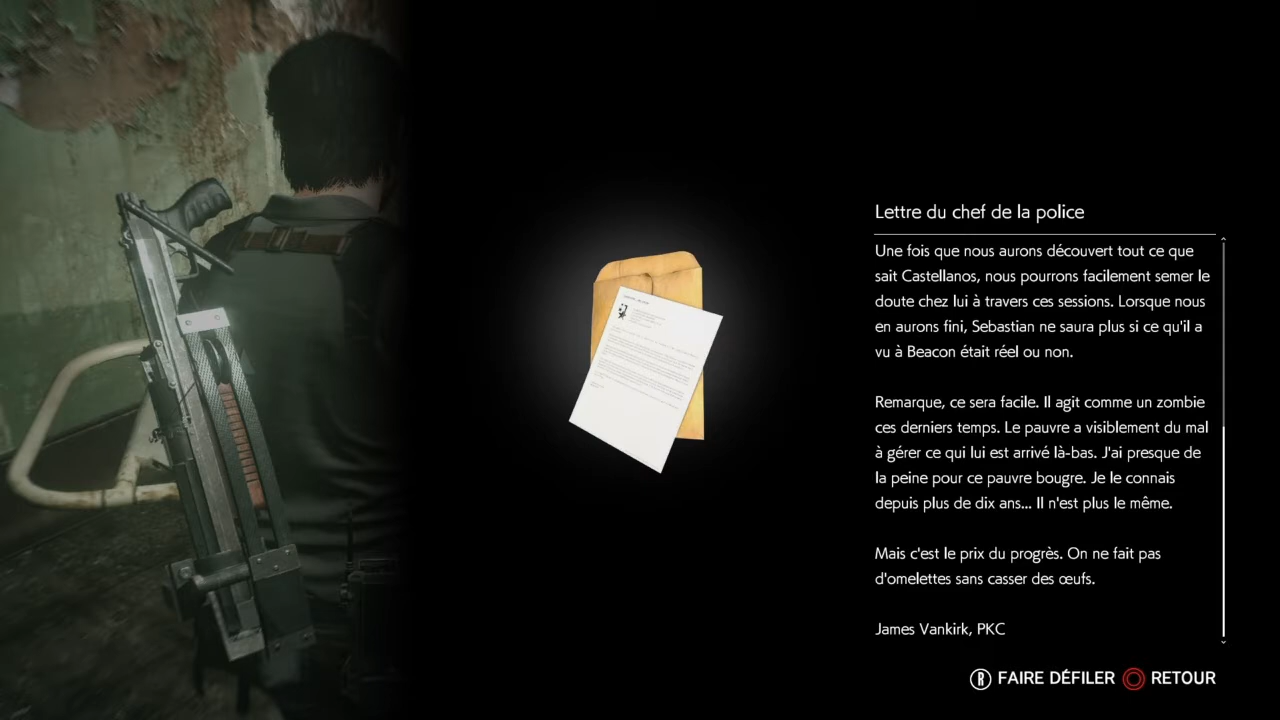 Lettre du chef de la police
Une fois que nous aurons découvert tout ce que
sait Castellanos, nous pourrons facilement semer le
doute chez lui à travers ces sessions. Lorsque nous
en aurons fini, Sebastian ne saura plus si ce qu'il a
vu à Beacon était réel ou non.
Remarque, ce sera facile. Il agit comme un zombie
ces derniers temps. Le pauvre a visiblement du mal
à gérer ce qui lui est arrivé là-bas. J'ai presque de
la peine pour ce pauvre bougre. Je le connais
depuis plus de dix ans... Il n'est plus le même.
Mais c'est le prix du progrès. On ne fait pas
d'omelettes sans casser des œufs.
James Vankirk, PKC
R FAIRE DÉFILER RETOUR